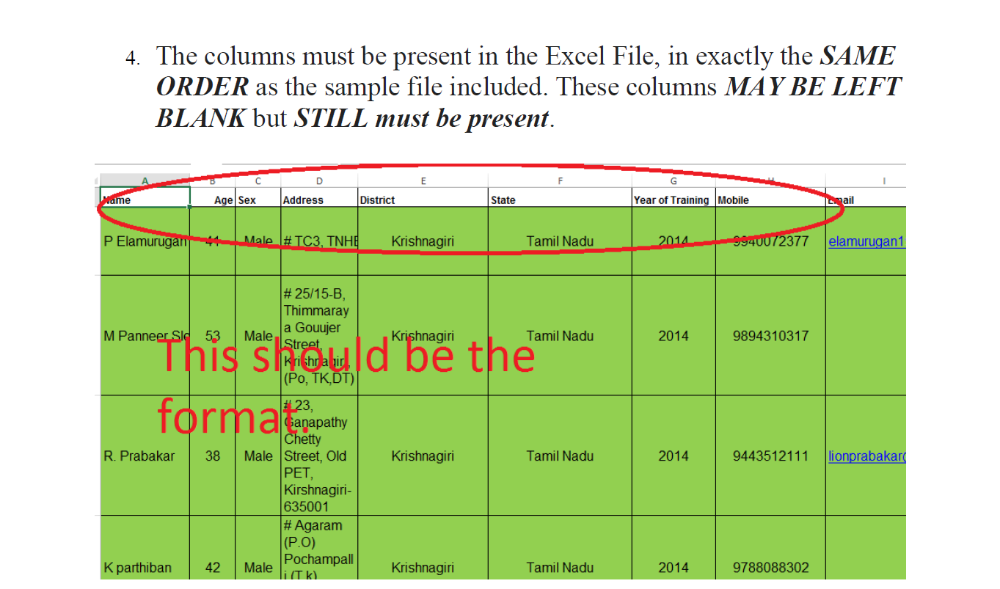 4. The columns must be present in the Excel File, in exactly the SAME
ORDER as the sample file included. These columns MAY BE LEFT
BLANK but STILL must be present.
A B C D E F G H I
Name Age Sex Address District State Year of Training Mobile Email
P Elamurugan 41 Male # TC3, TNHE Krishnagiri Tamil Nadu 2014 9940072377 elamurugan1
# 25/15-B,
Thimmaray
a Gouujer
M Panneer Sle 53 Male Street, Krishnagiri Tamil Nadu 2014 9894310317
Krishnagiri,
(Po, TK,DT)
This should be the
format.
# 23,
Ganapathy
Chetty
R. Prabakar 38 Male Street, Old Krishnagiri Tamil Nadu 2014 9443512111 lionprabakar@
PET,
Kirshnagiri-
635001
# Agaram
(P.O)
Pochampall
K parthiban 42 Male i (T.k) Krishnagiri Tamil Nadu 2014 9788088302